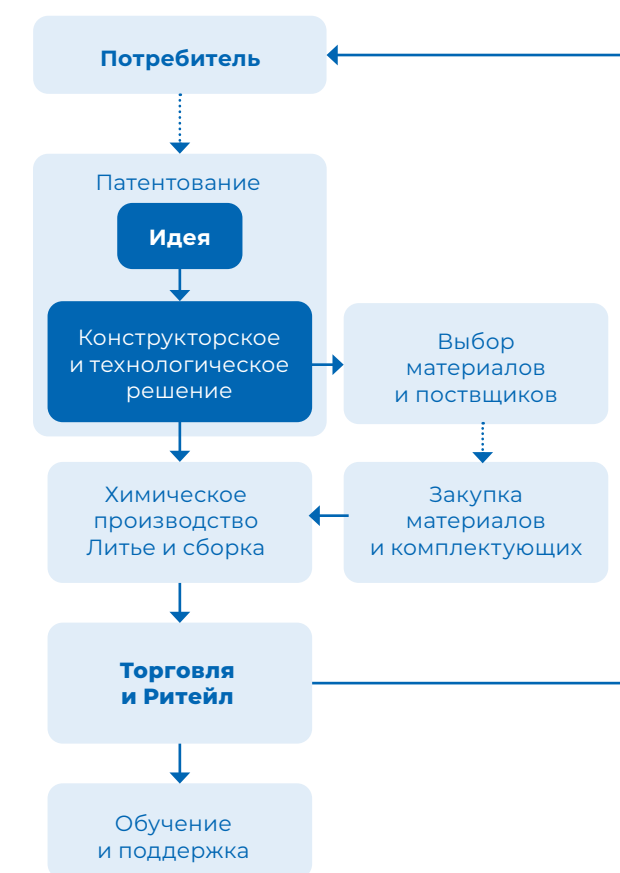 Потребитель
Патентование
Идея
Конструкторское
и технологическое
решение
Выбор
материалов
и поствщиков
Химическое
производство
Литье и сборка
Закупка
материалов
и комплектующих
Торговля
и Ритейл
Обучение
и поддержка